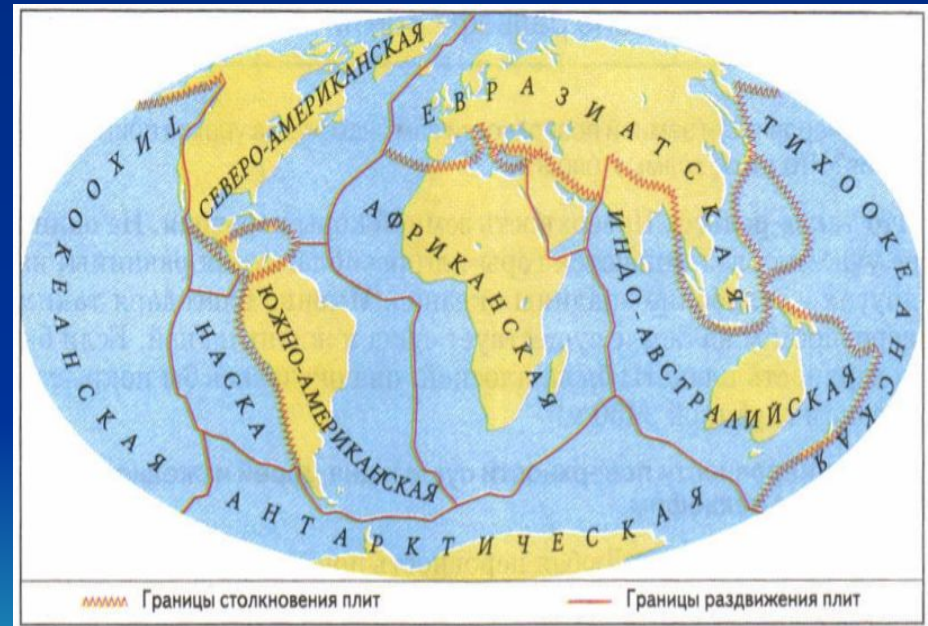 ТИХООКЕАНСКАЯ
СЕВЕРО-АМЕРИКАНСКАЯ
ЕВРАЗИАТСКАЯ
ТИХООКЕАНСКАЯ
АФРИКАНСКАЯ
ИНДО-АВСТРАЛИЙСКАЯ
НАСКА
ЮЖНО-АМЕРИКАНСКАЯ
АНТАРКТИЧЕСКАЯ
Границы столкновения плит
Границы раздвижения плит